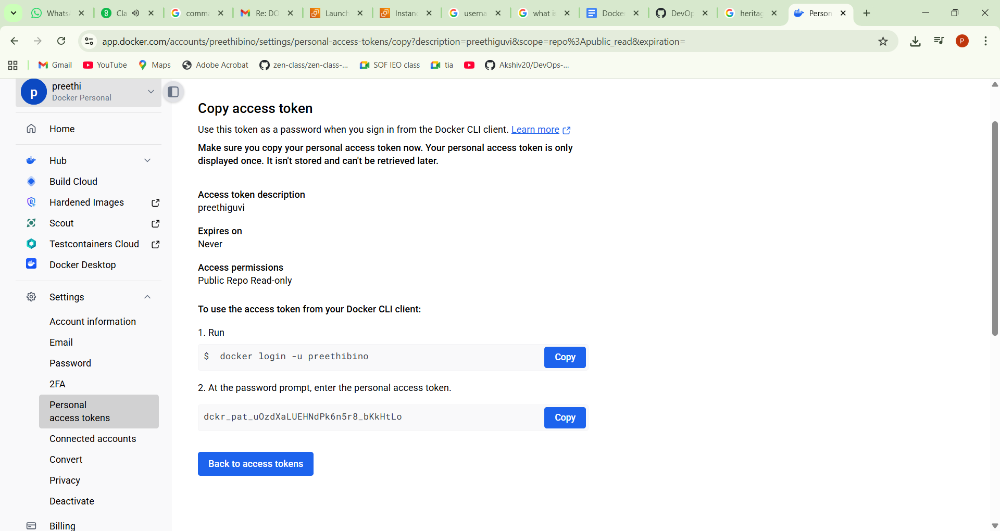 WhatsA
Cla
comma
Re: DO
Launch
Instanc
userna
what is
Docker
DevOp
heritag
Person
app.docker.com/accounts/preethibino/settings/personal-access-tokens/copy?description=preethiguvi&scope=repo%3Apublic_read&expiration=
P
Gmail
YouTube
Maps
Adobe Acrobat
zen-class/zen-class-...
SOF IEO class
tia
Akshiv20/DevOps-...
p
preethi
Docker Personal
Home
Hub
Build Cloud
Hardened Images
Scout
Testcontainers Cloud
Docker Desktop
Settings
Account information
Email
Password
2FA
Personal
access tokens
Connected accounts
Convert
Privacy
Deactivate
Billing
Copy access token
Use this token as a password when you sign in from the Docker CLI client. Learn more
Make sure you copy your personal access token now. Your personal access token is only
displayed once. It isn't stored and can't be retrieved later.
Access token description
preethiguvi
Expires on
Never
Access permissions
Public Repo Read-only
To use the access token from your Docker CLI client:
1. Run
$ docker login -u preethibino
Copy
2. At the password prompt, enter the personal access token.
dckr_pat_uOzdXaLUEHNdPk6n5r8_bKkHtLo
Copy
Back to access tokens